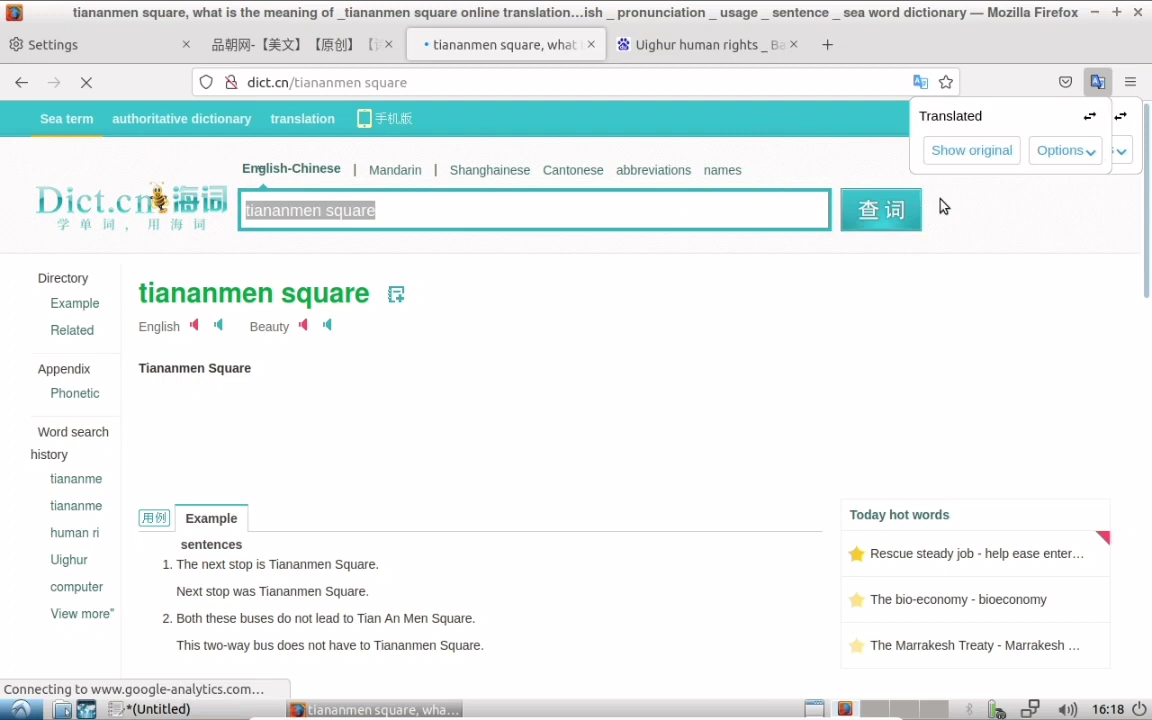 tiananmen square, what is the meaning of _tiananmen square online translation…ish _ pronunciation _ usage _ sentence _ sea word dictionary — Mozilla Firefox
Settings
品朝网-【美文】【原创】
tiananmen square, what
Uighur human rights _ Ba
dict.cn/tiananmen square
Sea term
authoritative dictionary
translation
手机版
Translated
Show original
Options
English-Chinese | Mandarin | Shanghainese Cantonese abbreviations names
Dict.cn 海词
学单词，用海词
tiananmen square
查词
Directory
Example
Related
Appendix
Phonetic
Word search
history
tiananme
tiananme
human ri
Uighur
computer
View more"
tiananmen square
English
Beauty
Tiananmen Square
用例
Example
sentences
1. The next stop is Tiananmen Square.
Next stop was Tiananmen Square.
2. Both these buses do not lead to Tian An Men Square.
This two-way bus does not have to Tiananmen Square.
Today hot words
Rescue steady job - help ease enter…
The bio-economy - bioeconomy
The Marrakesh Treaty - Marrakesh …
Connecting to www.google-analytics.com…
*(Untitled)
tiananmen square, wha…
16:18